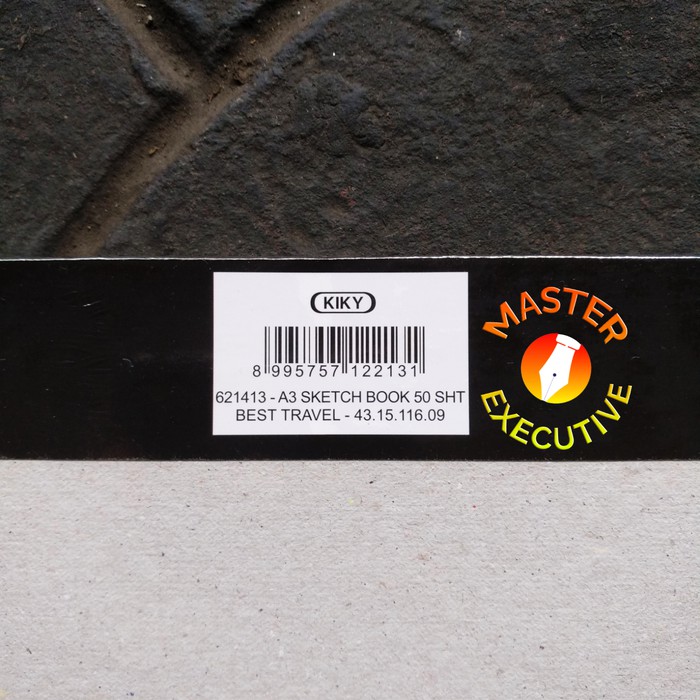 KIKY
8 995757 122131
621413 - A3 SKETCH BOOK 50 SHT
BEST TRAVEL - 43.15.116.09
MASTER
EXECUTIVE